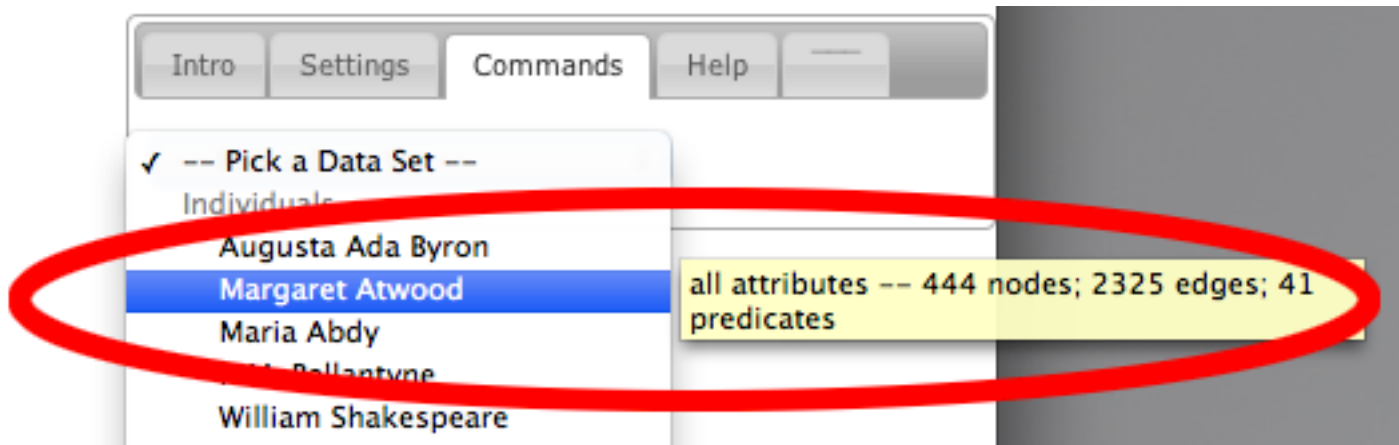 Intro Settings Commands Help
✓ -- Pick a Data Set --
Individuals
Augusta Ada Byron
Margaret Atwood
all attributes -- 444 nodes; 2325 edges; 41
predicates
Maria Abdy
Ballantyne
William Shakespeare